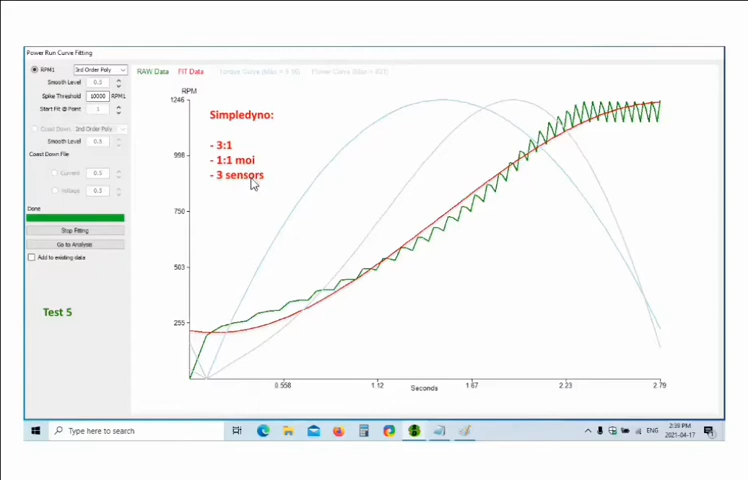 Power Run Curve Fitting
RPM1 3rd Order Poly
Smooth Level 0.5
Spike Threshold 10000 RPM1
Start Fit @ Point 1
Coast Down 2nd Order Poly
Smooth Level 0.5
Coast Down File
Current 0.5
Voltage 0.5
Done
Stop Fitting
Go to Analysis
Add to existing data
Test 5
RAW Data FIT Data
RPM
1246
998
750
503
255
Simpledyno:
- 3:1
- 1:1 moi
- 3 sensors
0.558 1.12 1.67 2.23 2.79
Seconds
Type here to search
ENG
2:38 PM
2021-04-17